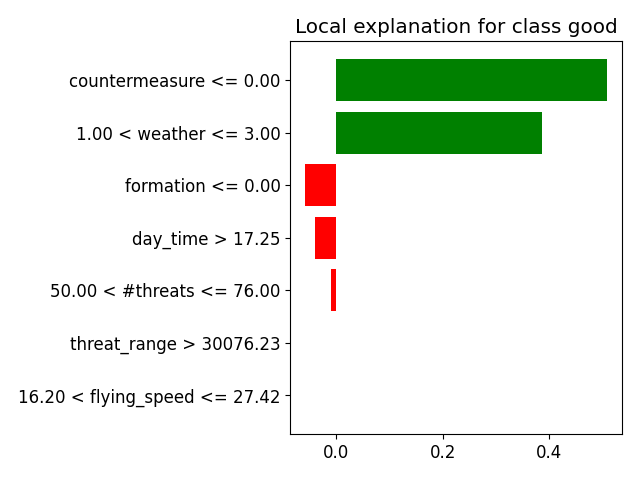 Local explanation for class good
countermeasure <= 0.00
1.00 < weather <= 3.00
formation <= 0.00
day_time > 17.25
50.00 < #threats <= 76.00
threat_range > 30076.23
16.20 < flying_speed <= 27.42
0.0 0.2 0.4